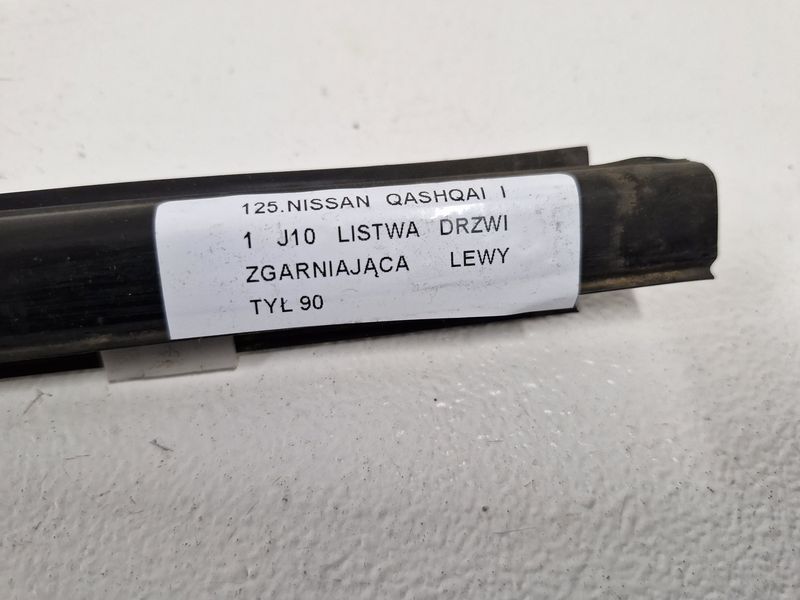 125.NISSAN QASHQAI I
1 J10 LISTWA DRZWI
ZGARNIAJĄCA LEWY
TYŁ 90